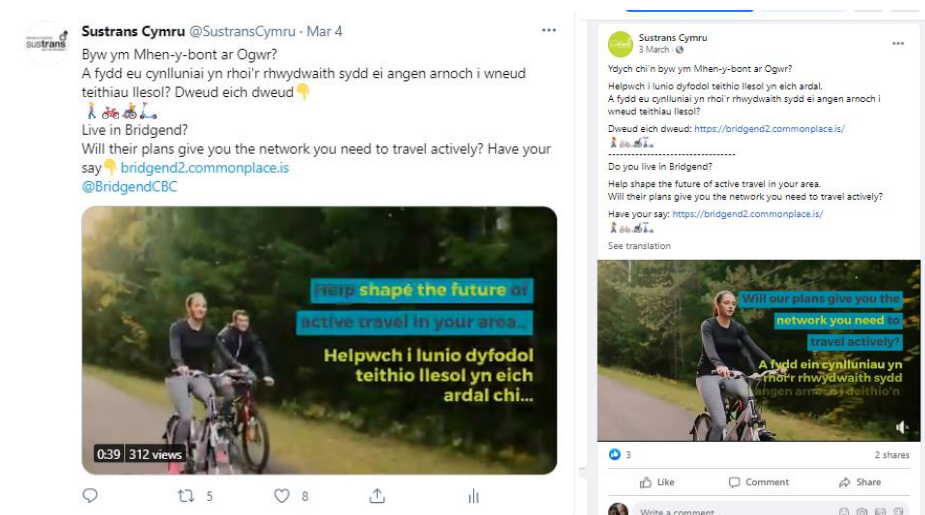 sustrans
Sustrans Cymru @SustransCymru · Mar 4
Byw ym Mhen-y-bont ar Ogwr?
A fydd eu cynlluniau yn rhoi'r rhwydwaith sydd ei angen arnoch i wneud
teithiau llesol? Dweud eich dweud👇
🚶🚲👩‍🦽🛴
Live in Bridgend?
Will their plans give you the network you need to travel actively? Have your
say👇 bridgend2.commonplace.is
@BridgendCBC
Help shape the future of
active travel in your area...
Helpwch i lunio dyfodol
teithio llesol yn eich
ardal chi...
0:39 312 views
5 8
Sustrans Cymru
3 March ·
Ydych chi'n byw ym Mhen-y-bont ar Ogwr?
Helpwch i lunio dyfodol teithio llesol yn eich ardal.
A fydd eu cynlluniau yn rhoi'r rhwydwaith sydd ei angen arnoch i
wneud teithiau llesol?
Dweud eich dweud: https://bridgend2.commonplace.is/
--------------------------------
Do you live in Bridgend?
Help shape the future of active travel in your area.
Will their plans give you the network you need to travel actively?
Have your say: https://bridgend2.commonplace.is/
See translation
Will our plans give you the
network you need to
travel actively?
A fydd ein cynlluniau yn
rhoi'r rhwydwaith sydd
angen arnoch i deithio'n
3
2 shares
Like Comment Share
Write a comment